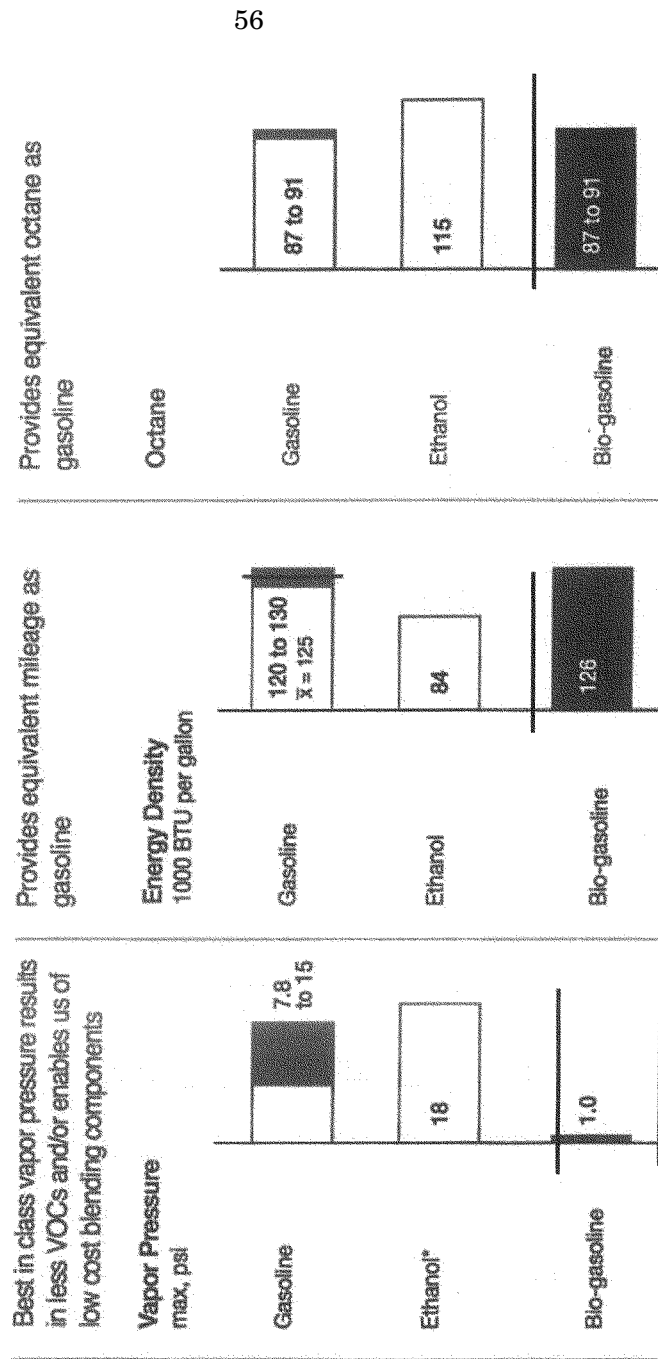 56
Best in class vapor pressure results
in less VOCs and/or enables us of
low cost blending components
Vapor Pressure
max, psi
Gasoline
7.8
to 15
Ethanol*
18
Bio-gasoline
1.0
Provides equivalent mileage as
gasoline
Energy Density
1000 BTU per gallon
Gasoline
120 to 130
X̅ = 125
Ethanol
84
Bio-gasoline
126
Provides equivalent octane as
gasoline
Octane
Gasoline
87 to 91
Ethanol
115
Bio-gasoline
87 to 91